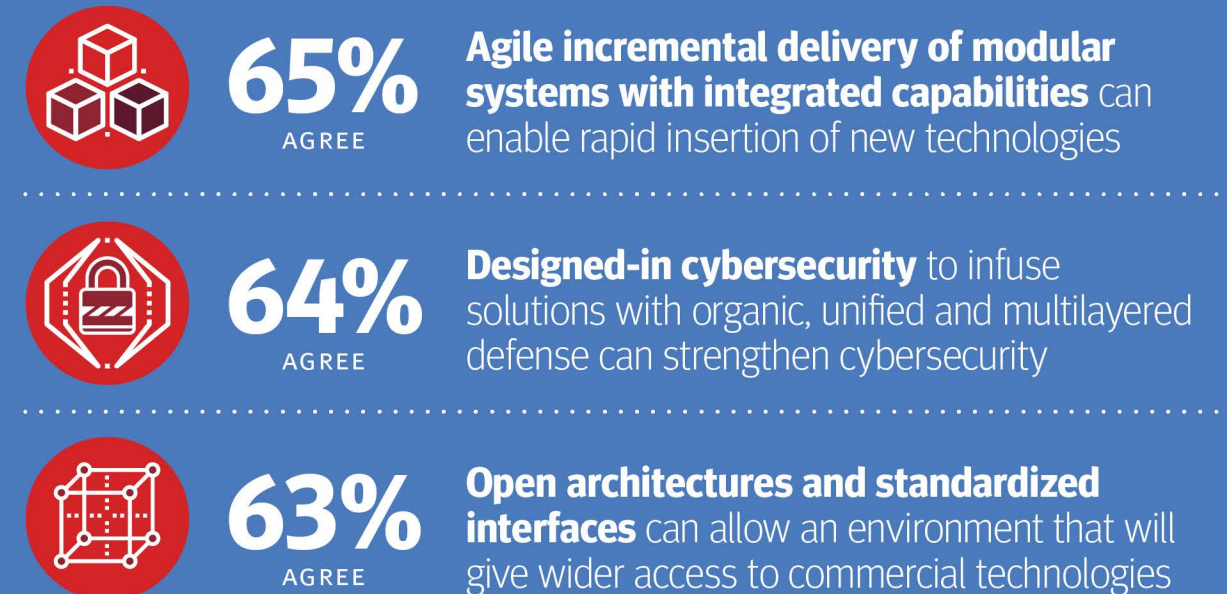 65%
AGREE
Agile incremental delivery of modular
systems with integrated capabilities can
enable rapid insertion of new technologies
64%
AGREE
Designed-in cybersecurity to infuse
solutions with organic, unified and multilayered
defense can strengthen cybersecurity
63%
AGREE
Open architectures and standardized
interfaces can allow an environment that will
give wider access to commercial technologies